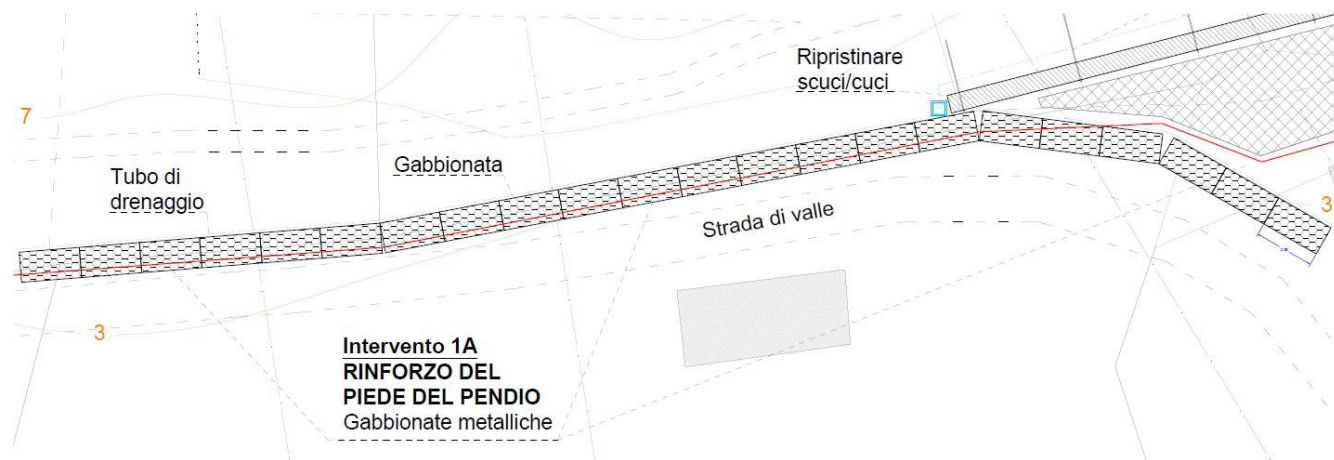 Ripristinare
scuci/cuci
7
Tubo di
drenaggio
Gabbionata
Strada di valle
3
3
Intervento 1A
RINFORZO DEL
PIEDE DEL PENDIO
Gabbionate metalliche